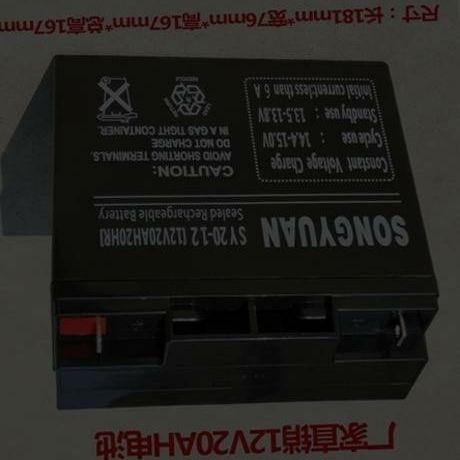 厂家直销12V20AH电池
SONGYUAN
SY 20-1.2 [12V20AH20HR]
Sealed Rechargeable Battery
Constant Voltage Charge
Cycle use : 14.4-15.0V
Standby use : 13.5-13.8V
Initial current:less than 6 A
CAUTION:
AVOID SHORTING TERMINALS.
DO NOT CHARGE
IN A GAS TIGHT CONTAINER.
尺寸：长181mm*宽76mm*高167mm*总高167mm